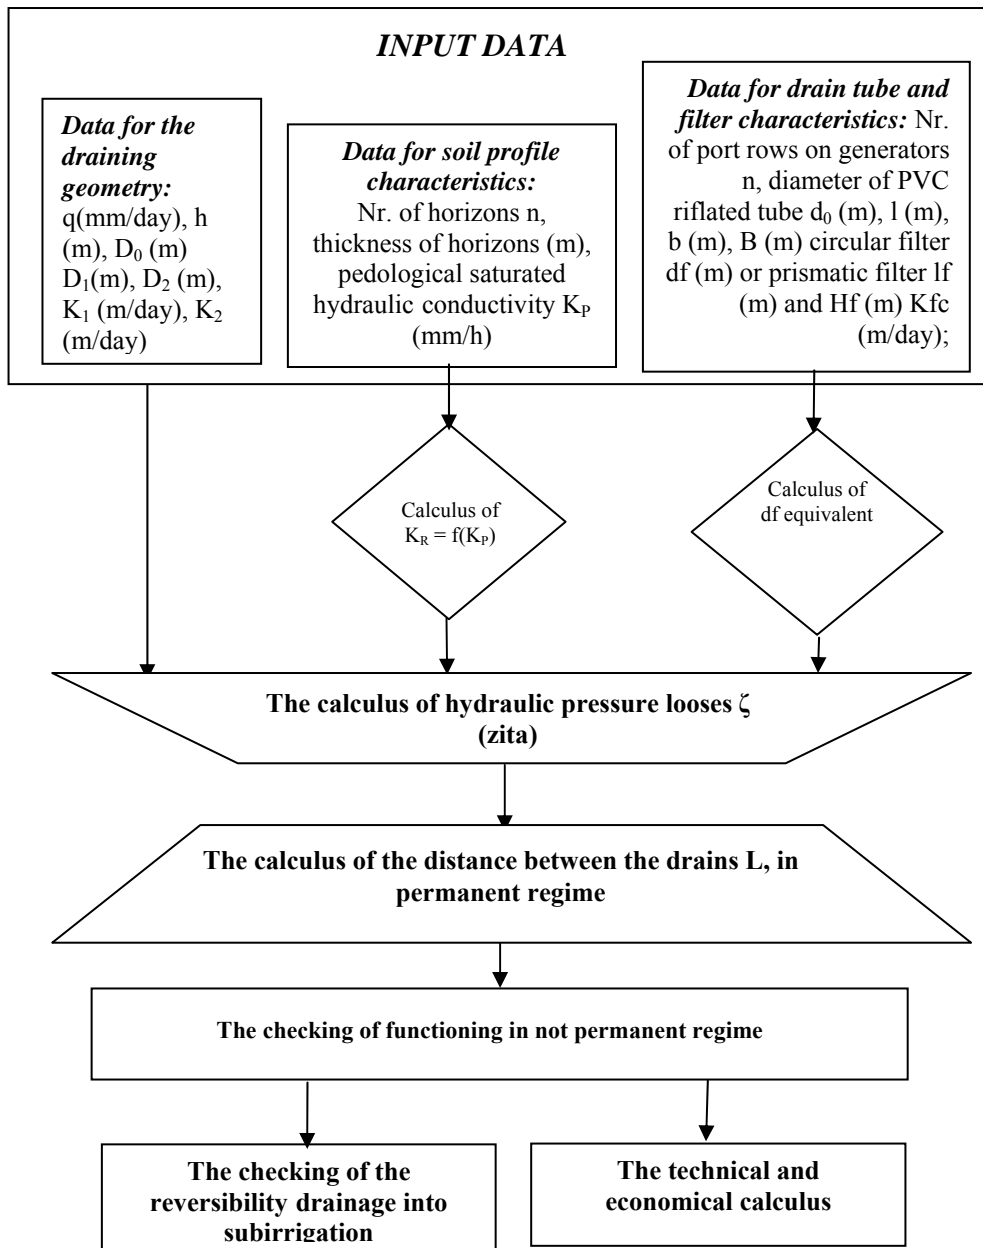 INPUT DATA
Data for the
draining
geometry:
q(mm/day), h
(m), D₀ (m)
D₁(m), D₂ (m),
K₁ (m/day), K₂
(m/day)
Data for soil profile
characteristics:
Nr. of horizons n,
thickness of horizons (m),
pedological saturated
hydraulic conductivity K_P
(mm/h)
Data for drain tube and
filter characteristics: Nr.
of port rows on generators
n, diameter of PVC
riflated tube d₀ (m), l (m),
b (m), B (m) circular filter
df (m) or prismatic filter lf
(m) and Hf (m) Kfc
(m/day);
Calculus of
K_R = f(K_P)
Calculus of
df equivalent
The calculus of hydraulic pressure looses ζ
(zita)
The calculus of the distance between the drains L, in
permanent regime
The checking of functioning in not permanent regime
The checking of the
reversibility drainage into
subirrigation
The technical and
economical calculus